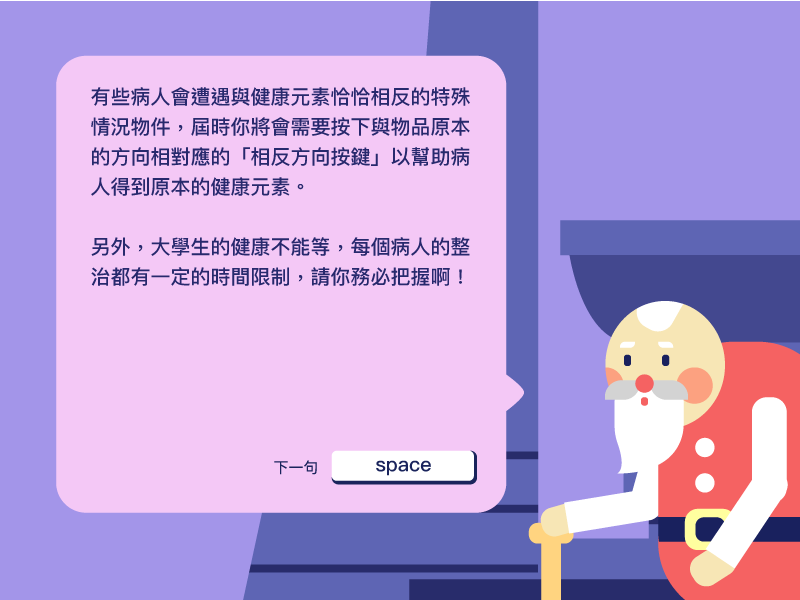 有些病人會遭遇與健康元素恰恰相反的特殊
情況物件，屆時你將會需要按下與物品原本
的方向相對應的「相反方向按鍵」以幫助病
人得到原本的健康元素。
另外，大學生的健康不能等，每個病人的整
治都有一定的時間限制，請你務必把握啊！
下一句
space